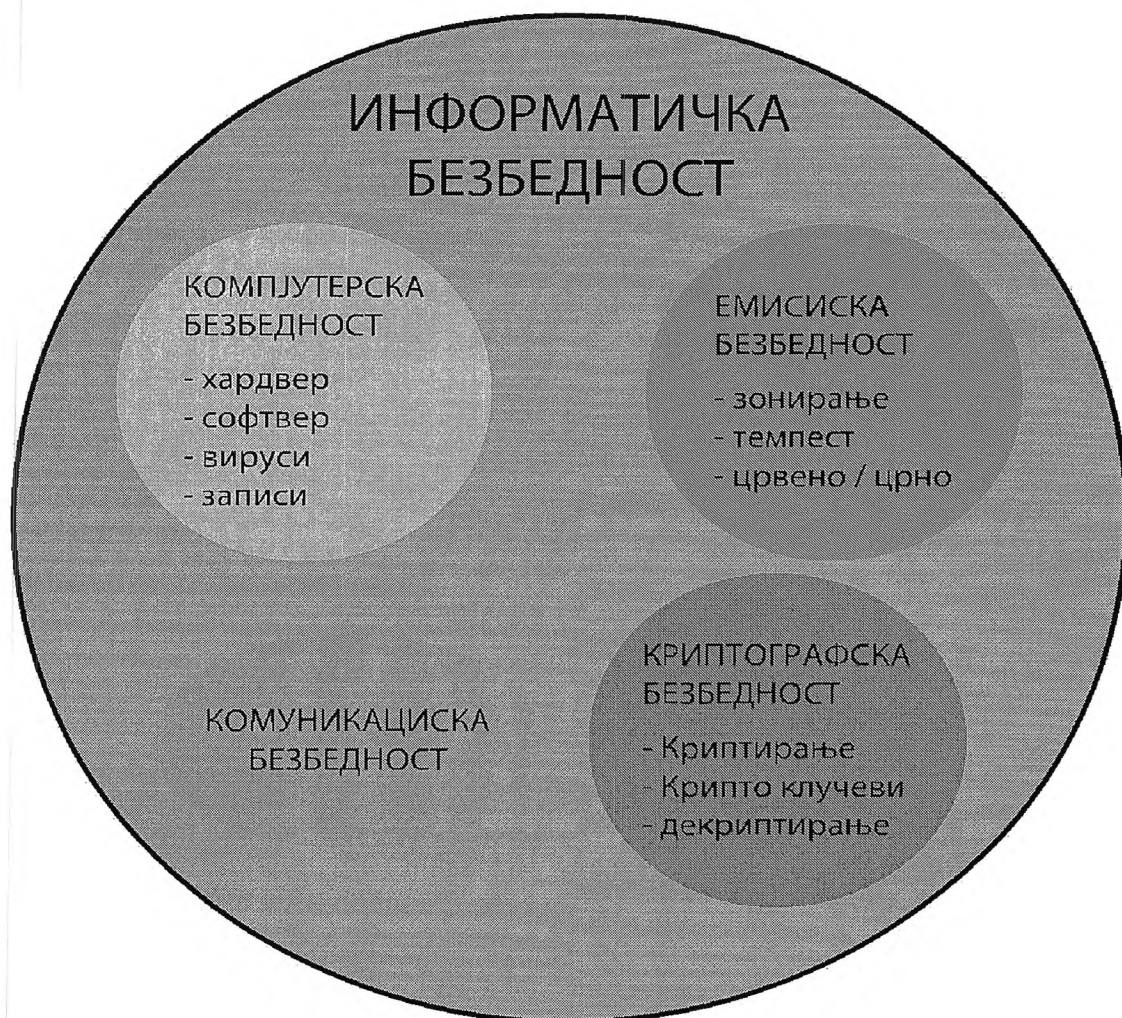 ИНФОРМАТИЧКА
БЕЗБЕДНОСТ
КОМПЈУТЕРСКА
БЕЗБЕДНОСТ
- хардвер
- софтвер
- вируси
- записи
ЕМИСИСКА
БЕЗБЕДНОСТ
- зонирање
- темпест
- црвено / црно
КОМУНИКАЦИСКА
БЕЗБЕДНОСТ
КРИПТОГРАФСКА
БЕЗБЕДНОСТ
- Криптирање
- Крипто клучеви
- декриптирање